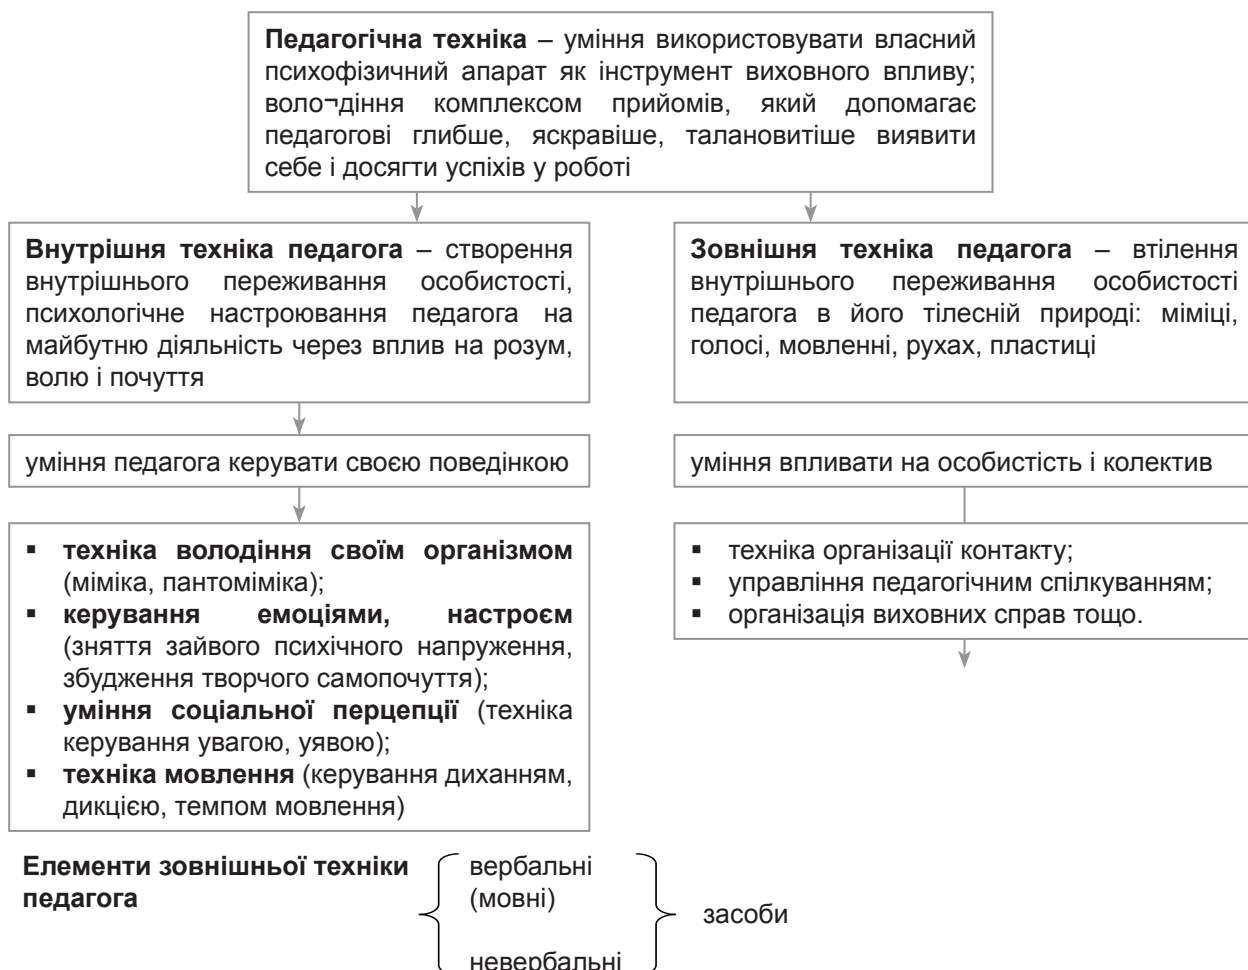 Педагогічна техніка – уміння використовувати власний
психофізичний апарат як інструмент виховного впливу;
воло¬діння комплексом прийомів, який допомагає
педагогові глибше, яскравіше, талановитіше виявити
себе і досягти успіхів у роботі
Внутрішня техніка педагога – створення
внутрішнього переживання особистості,
психологічне настроювання педагога на
майбутню діяльність через вплив на розум,
волю і почуття
Зовнішня техніка педагога – втілення
внутрішнього переживання особистості
педагога в його тілесній природі: міміці,
голосі, мовленні, рухах, пластиці
уміння педагога керувати своєю поведінкою
уміння впливати на особистість і колектив
▪ техніка володіння своїм організмом
(міміка, пантоміміка);
▪ керування емоціями, настроєм
(зняття зайвого психічного напруження,
збудження творчого самопочуття);
▪ уміння соціальної перцепції (техніка
керування увагою, уявою);
▪ техніка мовлення (керування диханням,
дикцією, темпом мовлення)
▪ техніка організації контакту;
▪ управління педагогічним спілкуванням;
▪ організація виховних справ тощо.
Елементи зовнішньої техніки
педагога
вербальні
(мовні)
невербальні
засоби